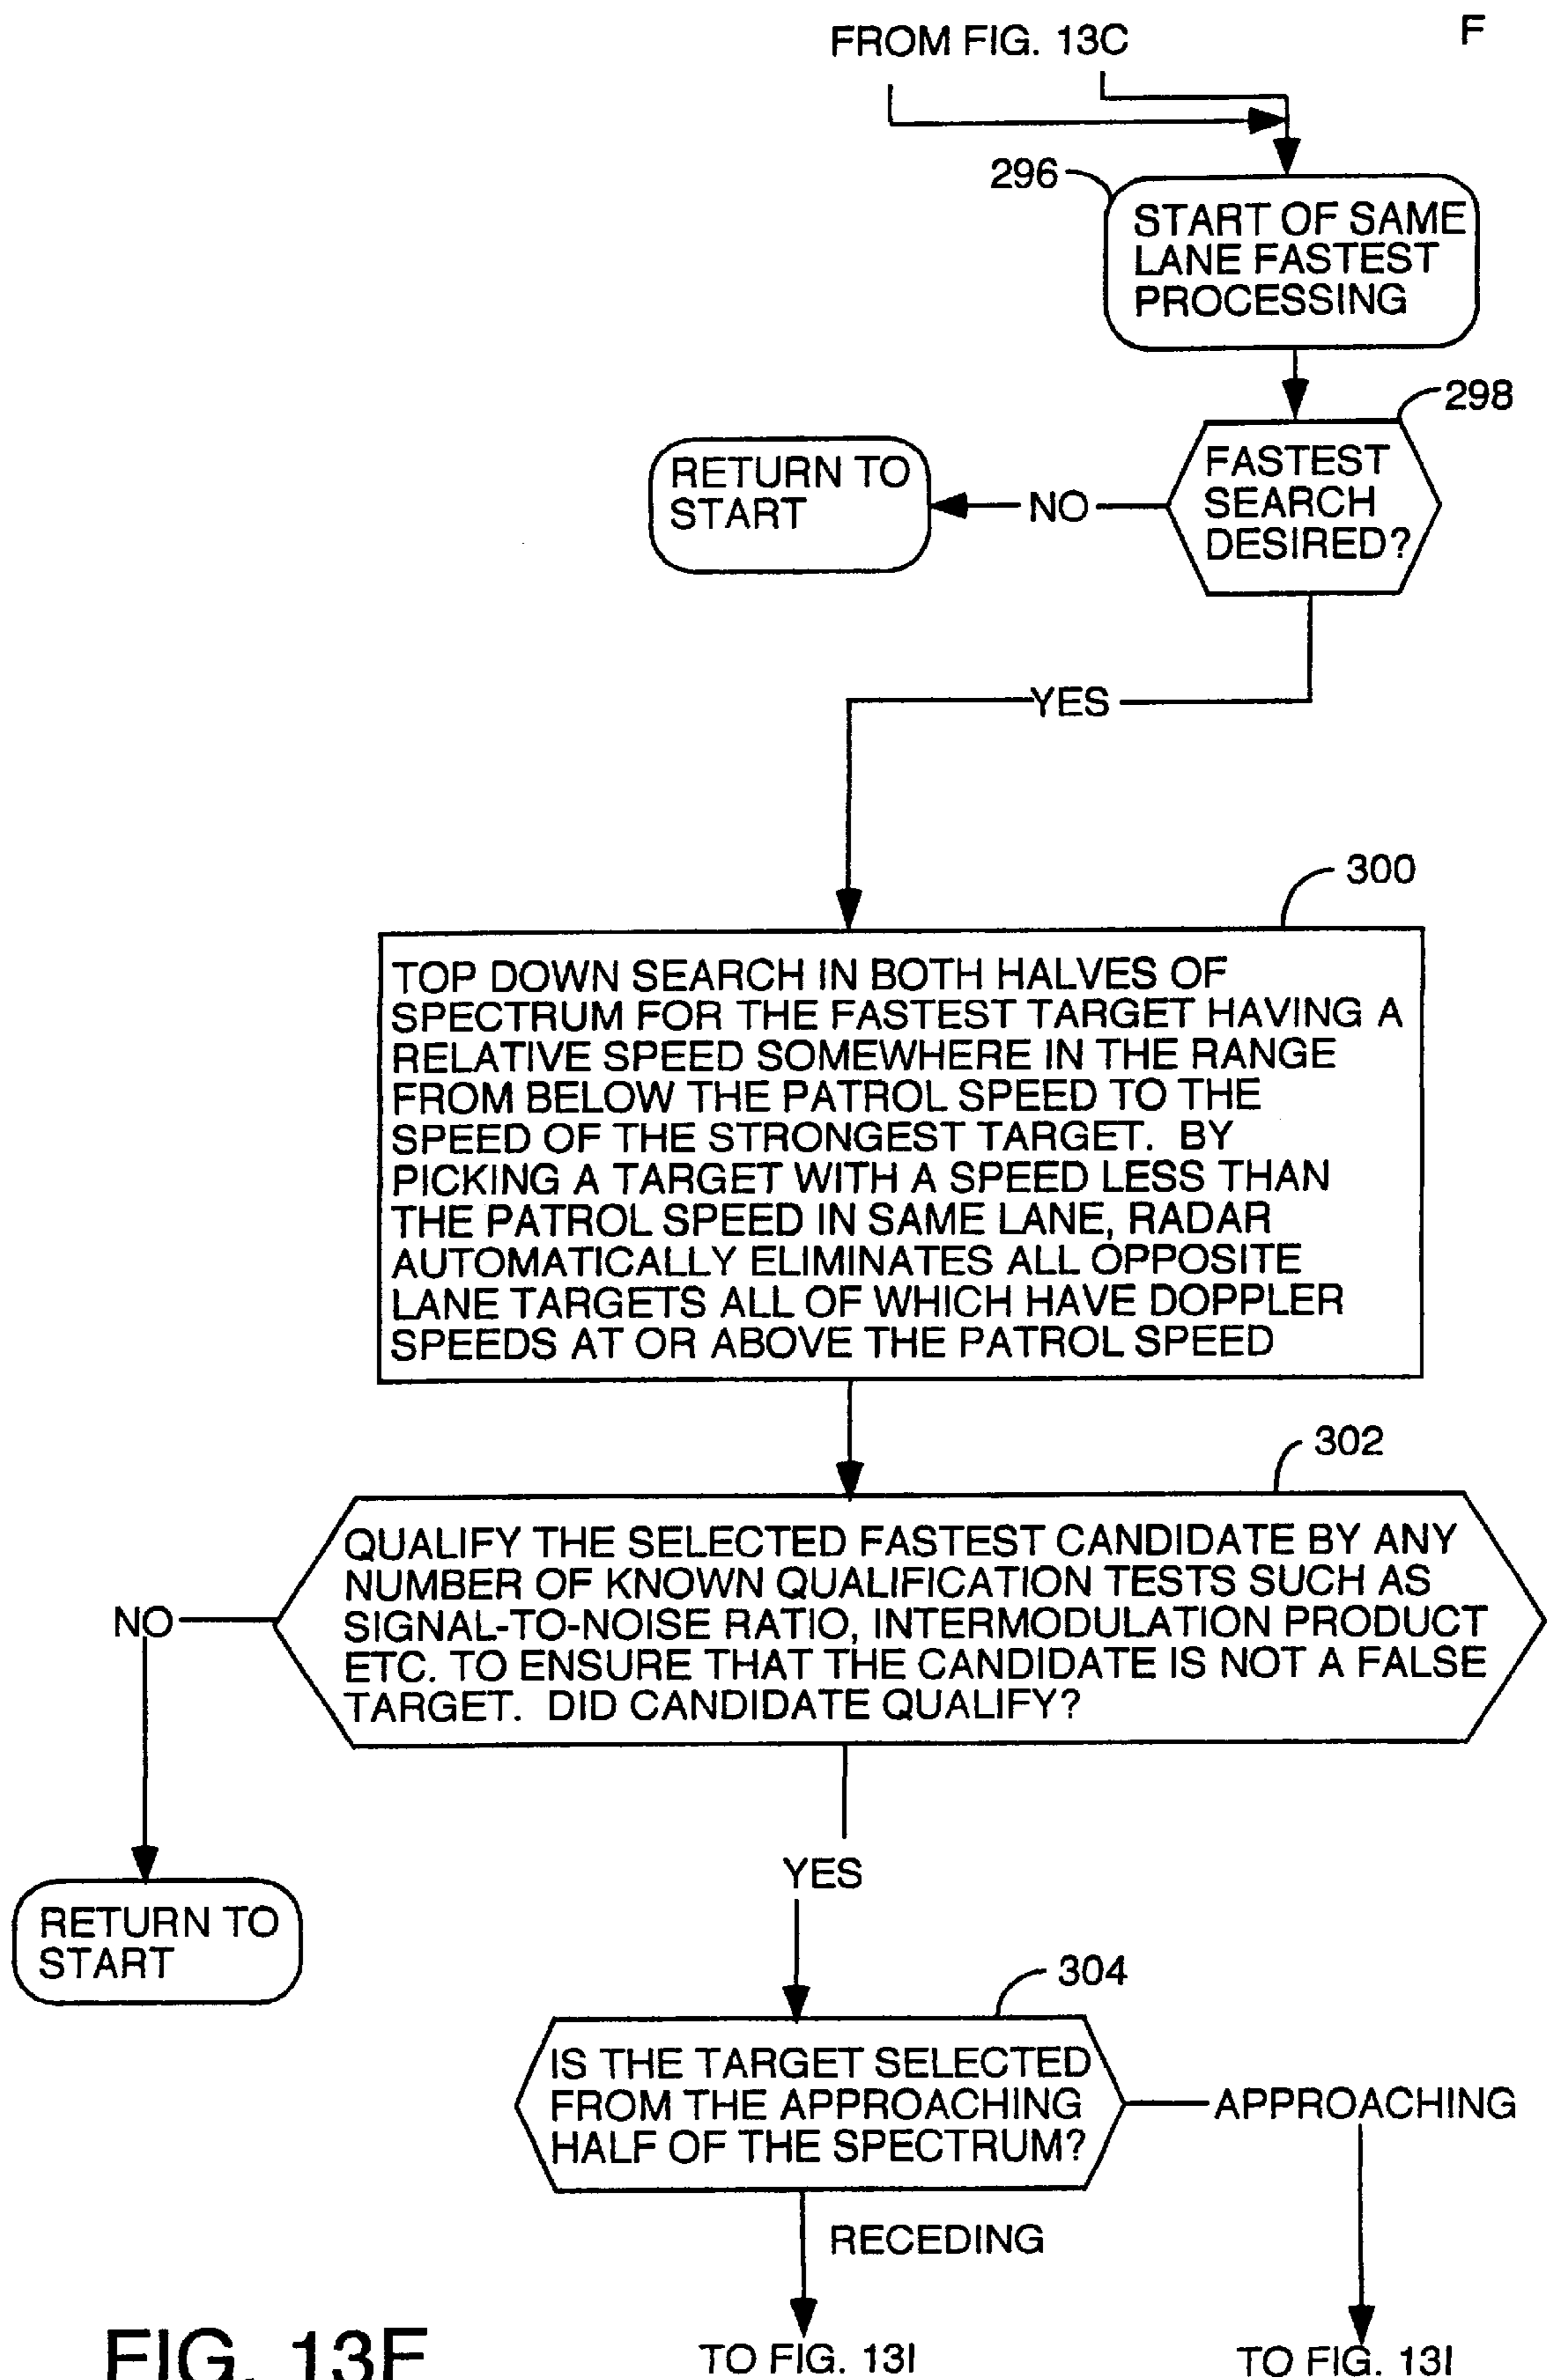 FROM FIG. 13C
F
296
START OF SAME
LANE FASTEST
PROCESSING
298
FASTEST
SEARCH
DESIRED?
NO
RETURN TO
START
YES
300
TOP DOWN SEARCH IN BOTH HALVES OF
SPECTRUM FOR THE FASTEST TARGET HAVING A
RELATIVE SPEED SOMEWHERE IN THE RANGE
FROM BELOW THE PATROL SPEED TO THE
SPEED OF THE STRONGEST TARGET. BY
PICKING A TARGET WITH A SPEED LESS THAN
THE PATROL SPEED IN SAME LANE, RADAR
AUTOMATICALLY ELIMINATES ALL OPPOSITE
LANE TARGETS ALL OF WHICH HAVE DOPPLER
SPEEDS AT OR ABOVE THE PATROL SPEED
302
QUALIFY THE SELECTED FASTEST CANDIDATE BY ANY
NUMBER OF KNOWN QUALIFICATION TESTS SUCH AS
SIGNAL-TO-NOISE RATIO, INTERMODULATION PRODUCT
ETC. TO ENSURE THAT THE CANDIDATE IS NOT A FALSE
TARGET. DID CANDIDATE QUALIFY?
NO
RETURN TO
START
YES
304
IS THE TARGET SELECTED
FROM THE APPROACHING
HALF OF THE SPECTRUM?
APPROACHING
RECEDING
TO FIG. 13I
TO FIG. 13I
FIG. 13F